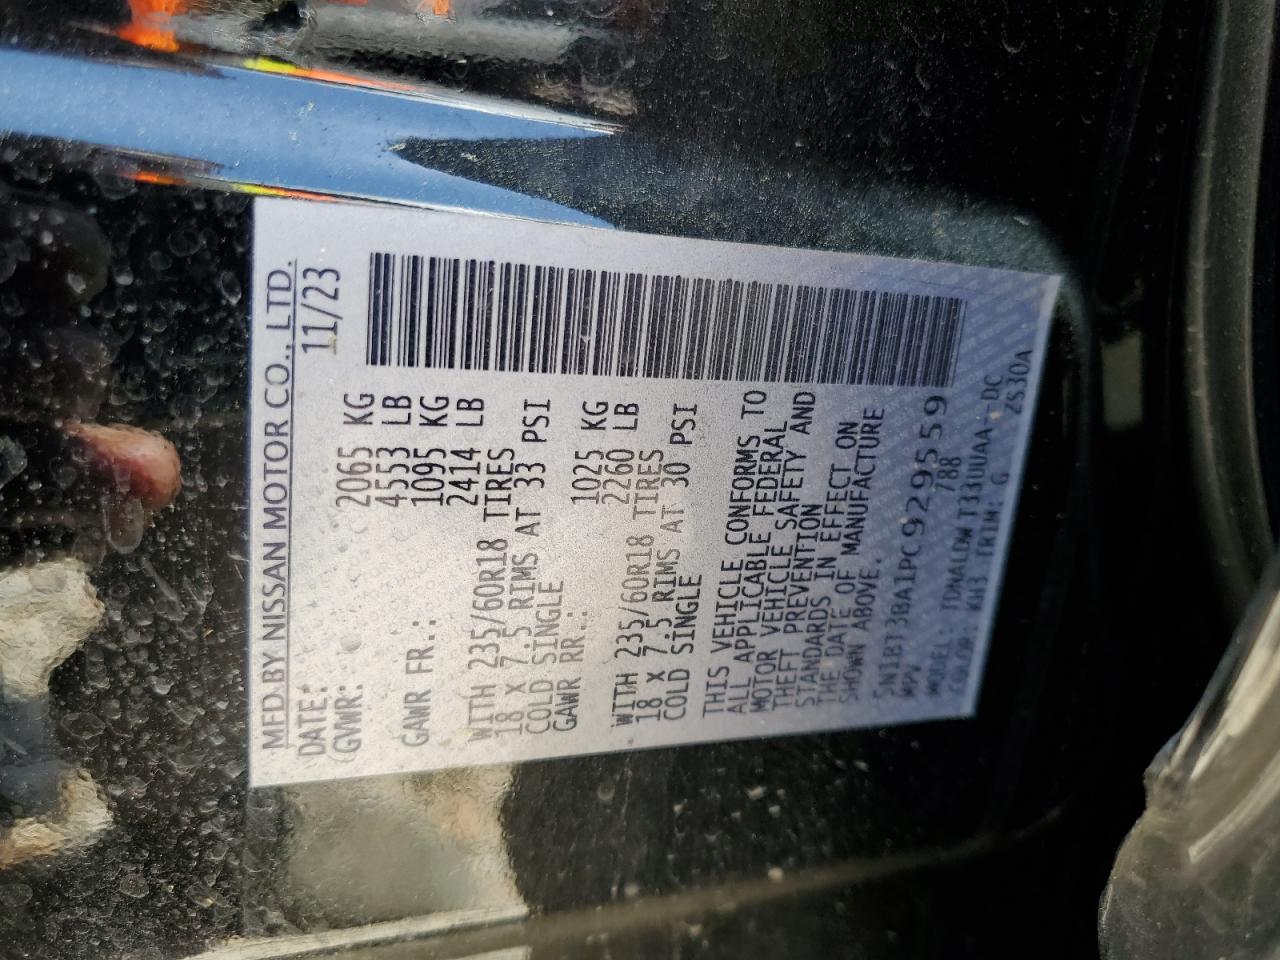 MFD.BY NISSAN MOTOR CO., LTD.
DATE: 11/23
GVWR: 2065 KG
4553 LB
GAWR FR.: 1095 KG
2414 LB
WITH 235/60R18 TIRES
18 X 7.5 RIMS AT 33 PSI
COLD SINGLE
GAWR RR.: 1025 KG
2260 LB
WITH 235/60R18 TIRES
18 X 7.5 RIMS AT 30 PSI
COLD SINGLE
THIS VEHICLE CONFORMS TO
ALL APPLICABLE FEDERAL
MOTOR VEHICLE SAFETY AND
THEFT PREVENTION
STANDARDS IN EFFECT ON
THE DATE OF MANUFACTURE
SHOWN ABOVE.
5N1BT3BA1PC929559
MPV 788
MODEL: TDNALDW T33UUAA-DC
COLOR: KH3 TRIM: G ZS30A